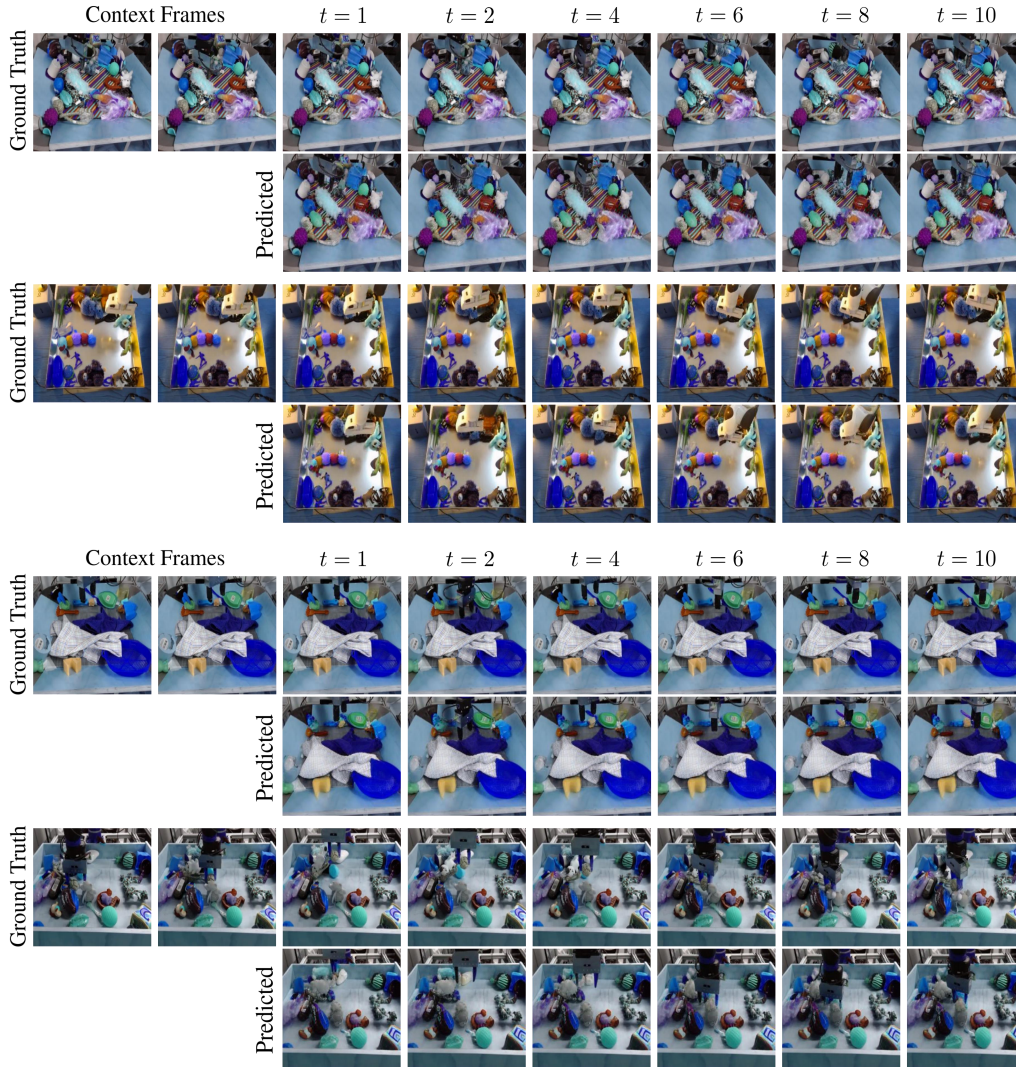 Context Frames t = 1 t = 2 t = 4 t = 6 t = 8 t = 10
Ground Truth
Predicted
Ground Truth
Predicted
Context Frames t = 1 t = 2 t = 4 t = 6 t = 8 t = 10
Ground Truth
Predicted
Ground Truth
Predicted